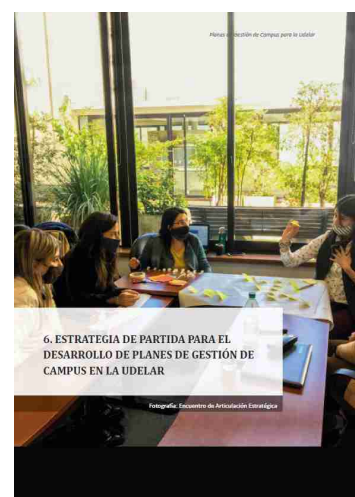 Planes de Gestión de Campus para la Udelar
6. ESTRATEGIA DE PARTIDA PARA EL
DESARROLLO DE PLANES DE GESTIÓN DE
CAMPUS EN LA UDELAR
Fotografía: Encuentro de Articulación Estratégica